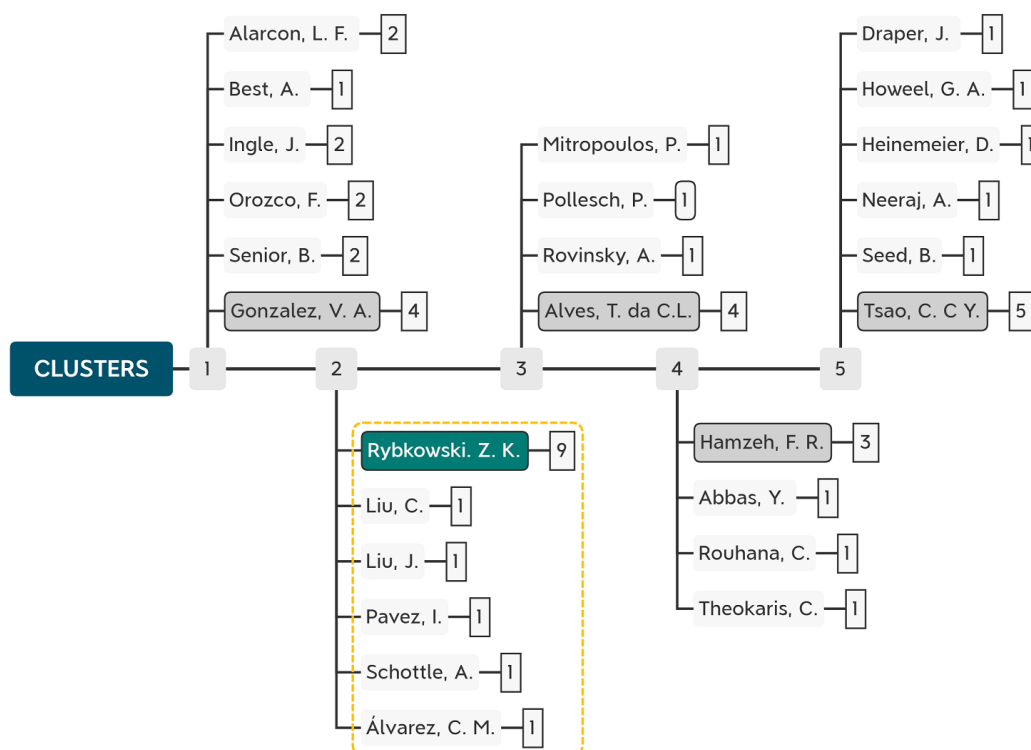 Alarcon, L. F. 2
Best, A. 1
Ingle, J. 2
Orozco, F. 2
Senior, B. 2
Gonzalez, V. A. 4
Mitropoulos, P. 1
Pollesch, P. 1
Rovinsky, A. 1
Alves, T. da C.L. 4
Draper, J. 1
Howeel, G. A. 1
Heinemeier, D. 1
Neeraj, A. 1
Seed, B. 1
Tsao, C. C Y. 5
CLUSTERS 1 2 3 4 5
Rybkowski. Z. K. 9
Liu, C. 1
Liu, J. 1
Pavez, I. 1
Schottle, A. 1
Álvarez, C. M. 1
Hamzeh, F. R. 3
Abbas, Y. 1
Rouhana, C. 1
Theokaris, C. 1